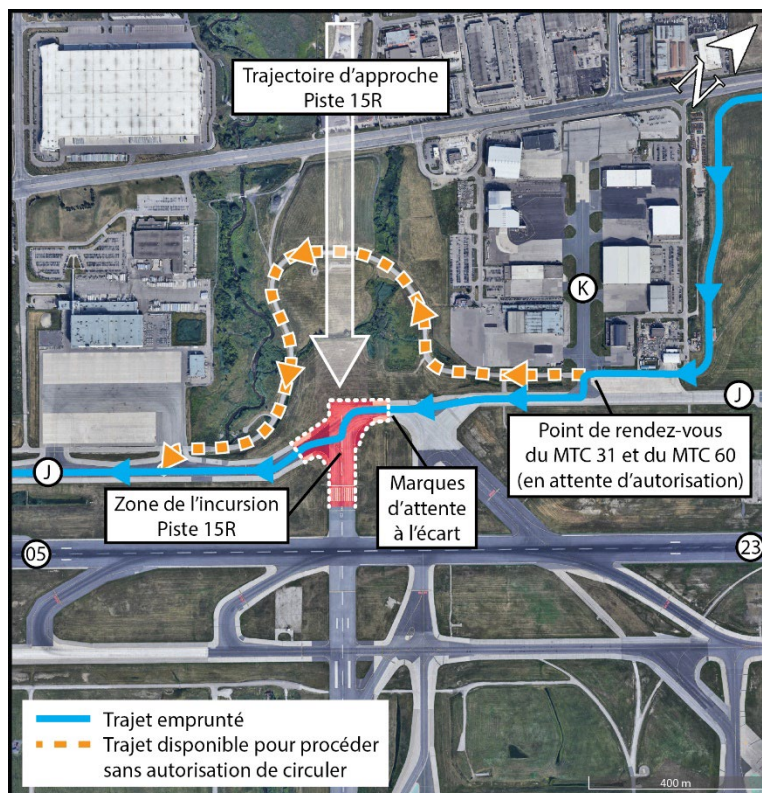 N
Trajectoire d'approche
Piste 15R
K
J
Point de rendez-vous
du MTC 31 et du MTC 60
(en attente d'autorisation)
Marques
d'attente
à l'écart
J
Zone de l'incursion
Piste 15R
05
23
Trajet emprunté
Trajet disponible pour procéder
sans autorisation de circuler
400 m